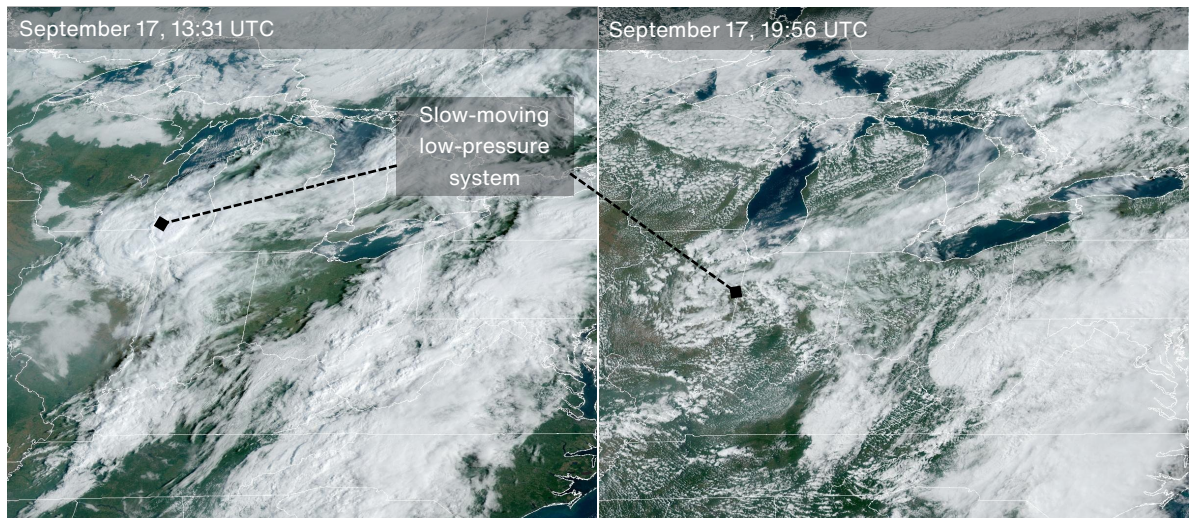 September 17, 13:31 UTC
September 17, 19:56 UTC
Slow-moving
low-pressure
system